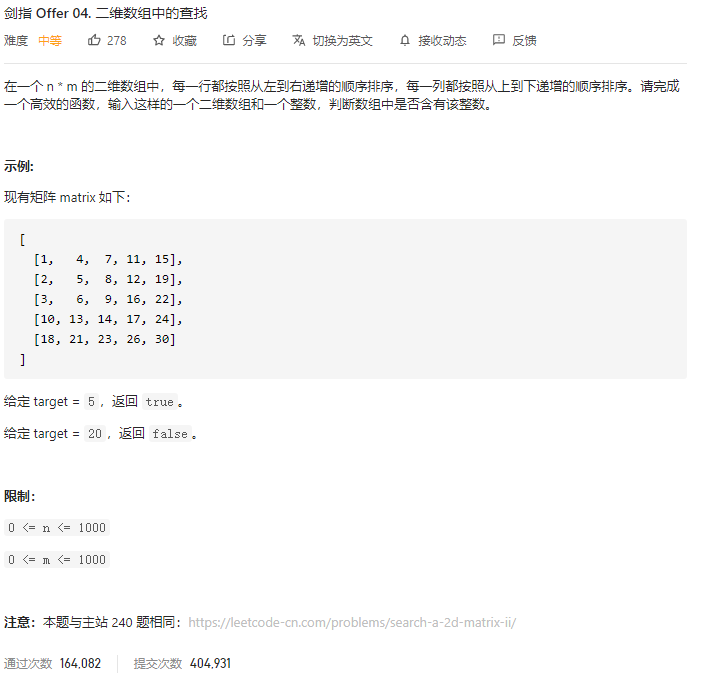 剑指 Offer 04. 二维数组中的查找
难度 中等 278 收藏 分享 切换为英文 接收动态 反馈
在一个 n * m 的二维数组中，每一行都按照从左到右递增的顺序排序，每一列都按照从上到下递增的顺序排序。请完成
一个高效的函数，输入这样的一个二维数组和一个整数，判断数组中是否含有该整数。
示例:
现有矩阵 matrix 如下：
[
[1, 4, 7, 11, 15],
[2, 5, 8, 12, 19],
[3, 6, 9, 16, 22],
[10, 13, 14, 17, 24],
[18, 21, 23, 26, 30]
]
给定 target = 5，返回 true。
给定 target = 20，返回 false。
限制：
0 <= n <= 1000
0 <= m <= 1000
注意：本题与主站 240 题相同：https://leetcode-cn.com/problems/search-a-2d-matrix-ii/
通过次数 164,082 提交次数 404,931